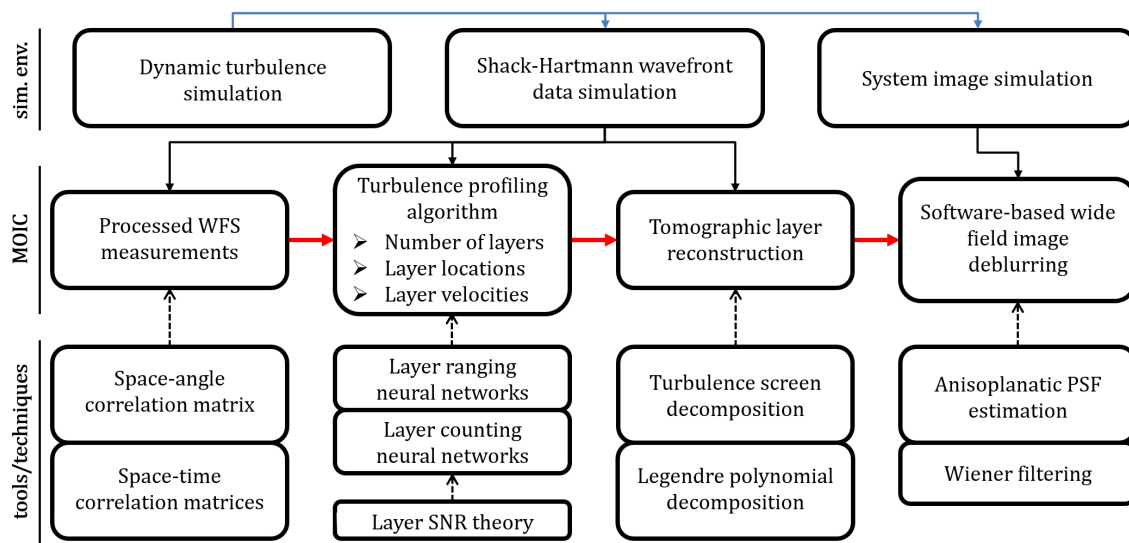 sim. env.
Dynamic turbulence
simulation
Shack-Hartmann wavefront
data simulation
System image simulation
MOIC
Processed WFS
measurements
Turbulence profiling
algorithm
➤ Number of layers
➤ Layer locations
➤ Layer velocities
Tomographic layer
reconstruction
Software-based wide
field image
deblurring
tools/techniques
Space-angle
correlation matrix
Space-time
correlation matrices
Layer ranging
neural networks
Layer counting
neural networks
Layer SNR theory
Turbulence screen
decomposition
Legendre polynomial
decomposition
Anisoplanatic PSF
estimation
Wiener filtering